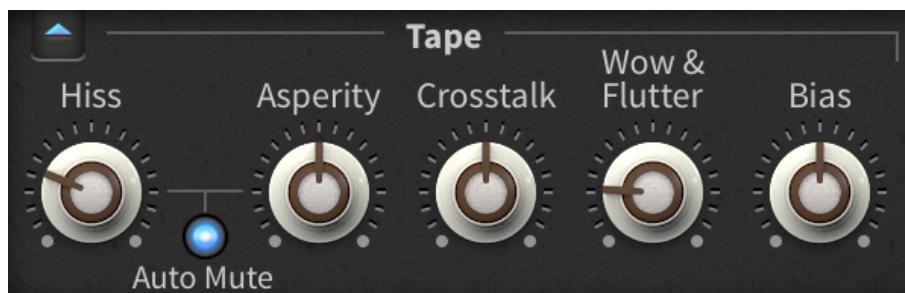 Tape
Hiss
Asperity
Crosstalk
Wow &
Flutter
Bias
Auto Mute